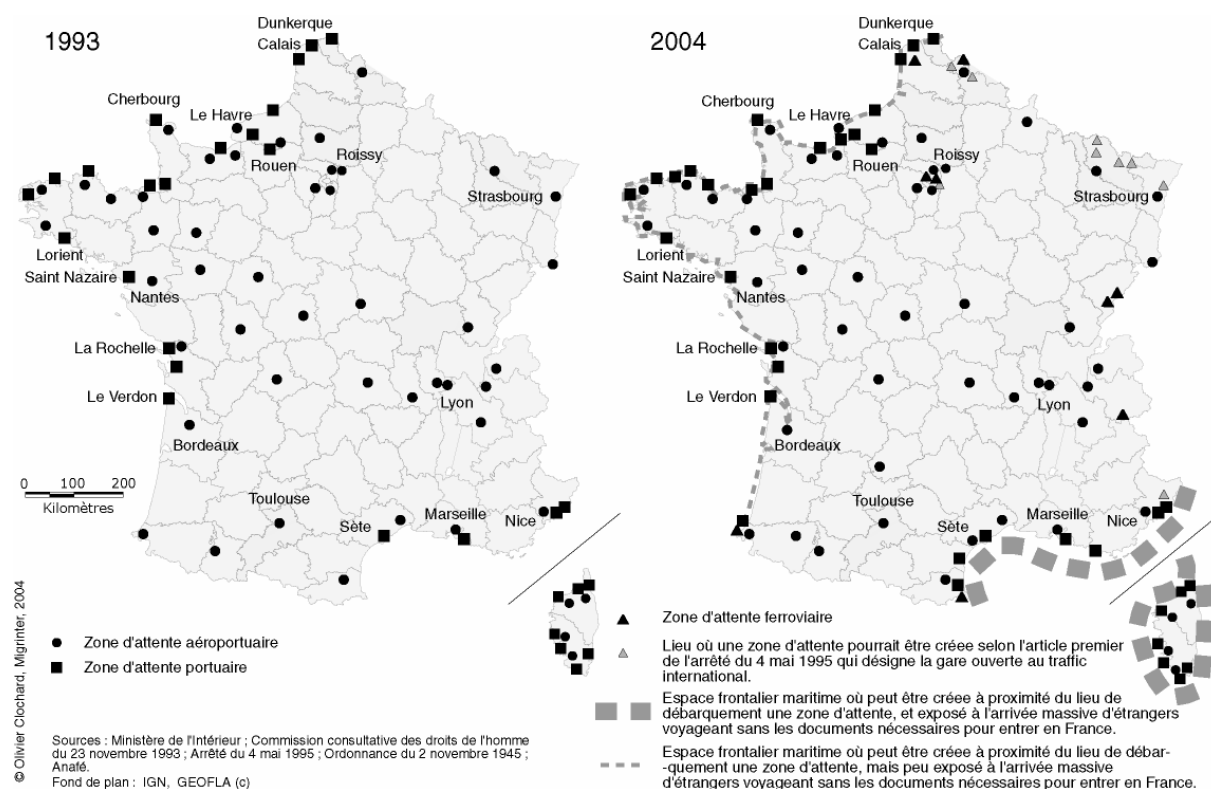 1993
Dunkerque
Calais
Cherbourg
Le Havre
Rouen
Roissy
Strasbourg
Lorient
Saint Nazaire
Nantes
La Rochelle
Le Verdon
Lyon
Bordeaux
0 100 200
Kilomètres
Toulouse
Sète
Marseille
Nice
2004
Dunkerque
Calais
Cherbourg
Le Havre
Rouen
Roissy
Strasbourg
Lorient
Saint Nazaire
Nantes
La Rochelle
Le Verdon
Lyon
Bordeaux
Toulouse
Sète
Marseille
Nice
Zone d'attente aéroportuaire
Zone d'attente portuaire
Zone d'attente ferroviaire
Lieu où une zone d'attente pourrait être créee selon l'article premier
de l'arrêté du 4 mai 1995 qui désigne la gare ouverte au traffic
international.
Espace frontalier maritime où peut être créee à proximité du lieu de
débarquement une zone d'attente, et exposé à l'arrivée massive d'étrangers
voyageant sans les documents nécessaires pour entrer en France.
Espace frontalier maritime où peut être créee à proximité du lieu de débar-
-quement une zone d'attente, mais peu exposé à l'arrivée massive
d'étrangers voyageant sans les documents nécessaires pour entrer en France.
Sources : Ministère de l'Intérieur ; Commission consultative des droits de l'homme
du 23 novembre 1993 ; Arrêté du 4 mai 1995 ; Ordonnance du 2 novembre 1945 ;
Anafé.
Fond de plan : IGN, GEOFLA (c)
© Olivier Clochard, Migrinter, 2004